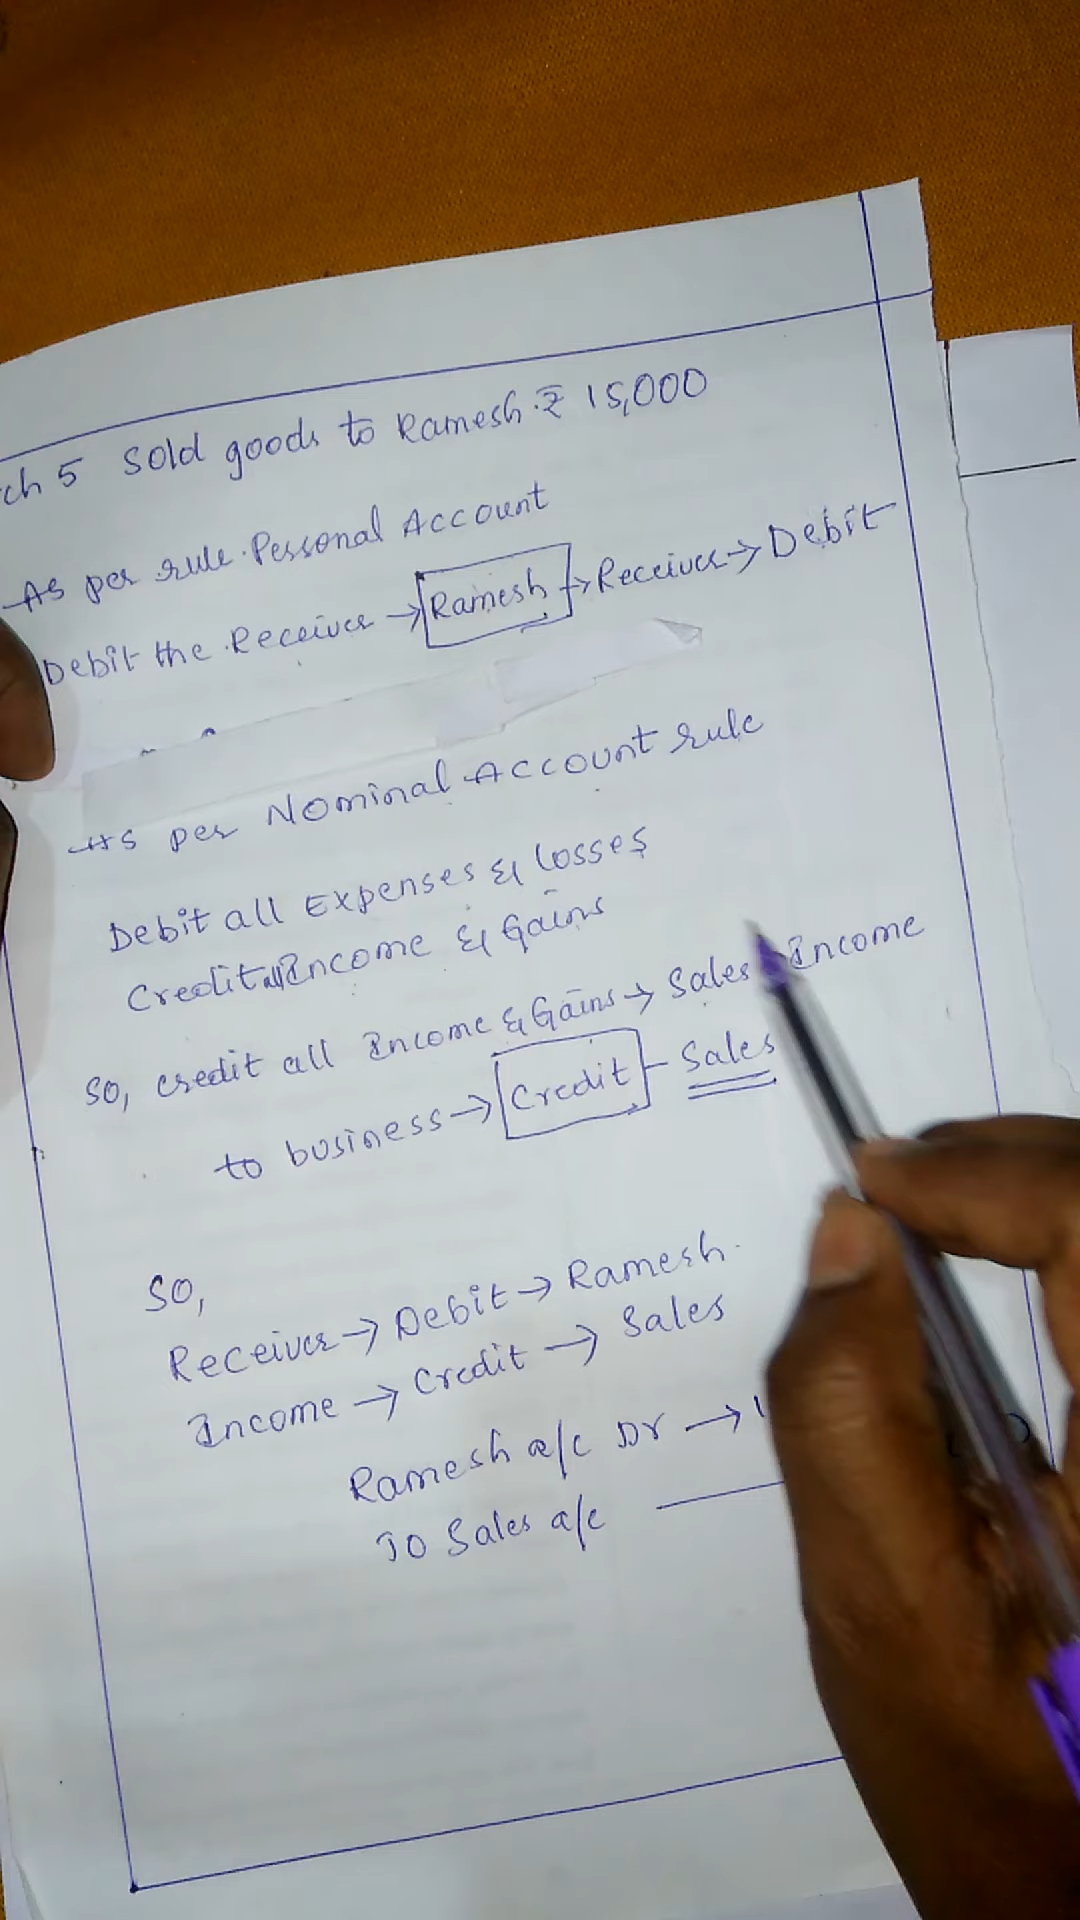 ch 5 Sold goods to Ramesh. ₹ 15,000
As per rule. Personal Account
Debit the Receiver → Ramesh → Receiver → Debit
As per Nominal Account rule
Debit all Expenses & losses
Credit all Income & Gains
So, credit all Income & Gains → Sales Income
to business → Credit - Sales
So,
Receiver → Debit → Ramesh.
Income → Credit → Sales
Ramesh a/c Dr →
To Sales a/c